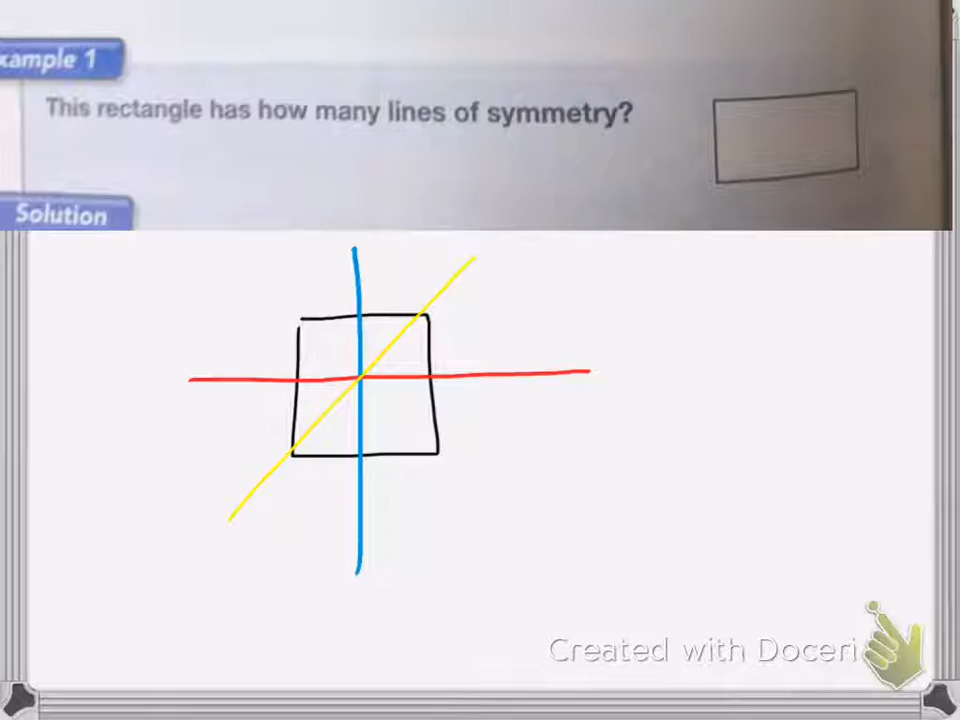 xample 1
This rectangle has how many lines of symmetry?
Solution
Created with Doceri